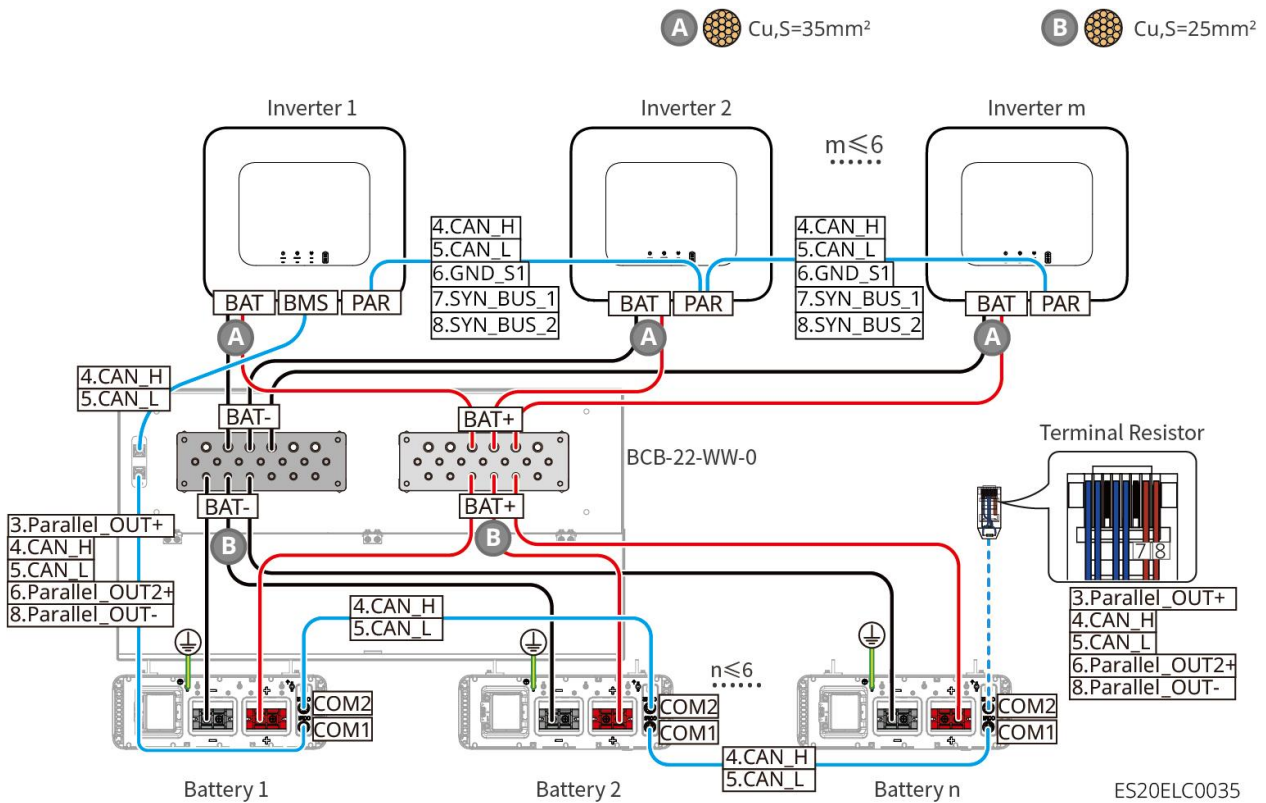 A Cu,S=35mm²
B Cu,S=25mm²
Inverter 1
Inverter 2
Inverter m
m≤6
4.CAN_H
5.CAN_L
6.GND_S1
7.SYN_BUS_1
8.SYN_BUS_2
4.CAN_H
5.CAN_L
6.GND_S1
7.SYN_BUS_1
8.SYN_BUS_2
BAT BMS PAR
BAT PAR
BAT PAR
A
A
A
4.CAN_H
5.CAN_L
BAT-
BAT+
BCB-22-WW-0
BAT-
BAT+
B
B
Terminal Resistor
7 8
3.Parallel_OUT+
4.CAN_H
5.CAN_L
6.Parallel_OUT2+
8.Parallel_OUT-
3.Parallel_OUT+
4.CAN_H
5.CAN_L
6.Parallel_OUT2+
8.Parallel_OUT-
4.CAN_H
5.CAN_L
n≤6
- +
- +
COM2
COM1
- +
- +
COM2
COM1
- +
- +
COM2
COM1
4.CAN_H
5.CAN_L
Battery 1
Battery 2
Battery n
ES20ELC0035